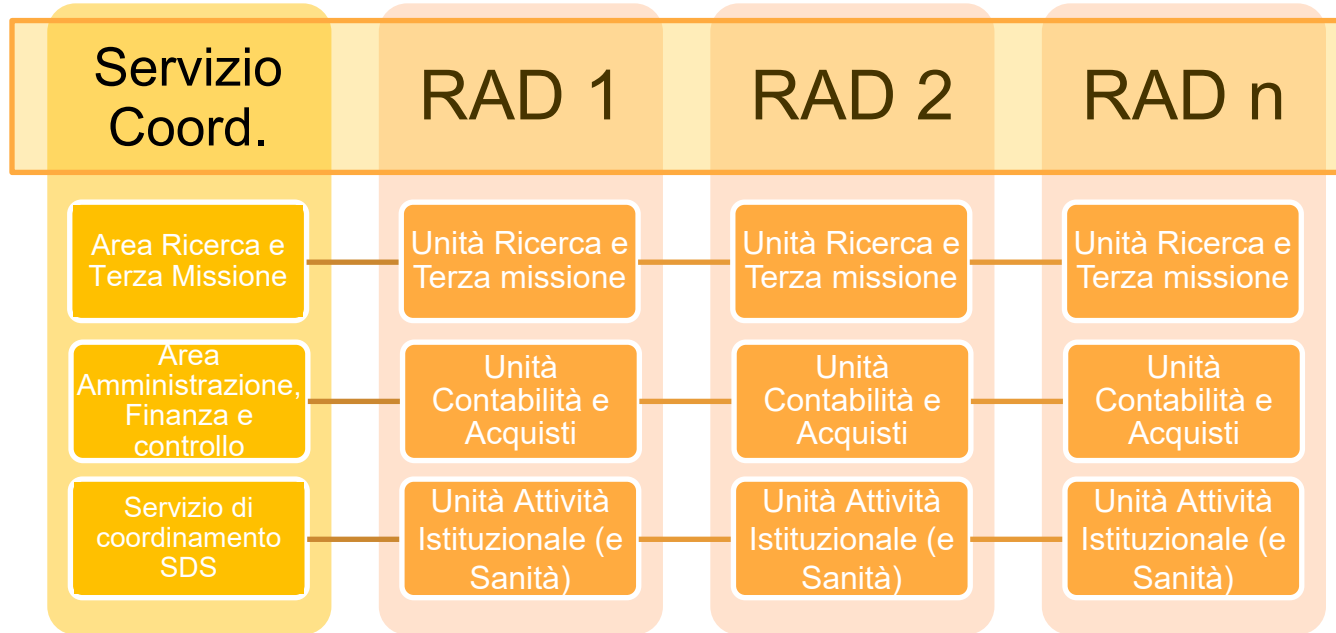 Servizio
Coord.
RAD 1
RAD 2
RAD n
Area Ricerca e
Terza Missione
Unità Ricerca e
Terza missione
Unità Ricerca e
Terza missione
Unità Ricerca e
Terza missione
Area
Amministrazione,
Finanza e
controllo
Unità
Contabilità e
Acquisti
Unità
Contabilità e
Acquisti
Unità
Contabilità e
Acquisti
Servizio di
coordinamento
SDS
Unità Attività
Istituzionale (e
Sanità)
Unità Attività
Istituzionale (e
Sanità)
Unità Attività
Istituzionale (e
Sanità)